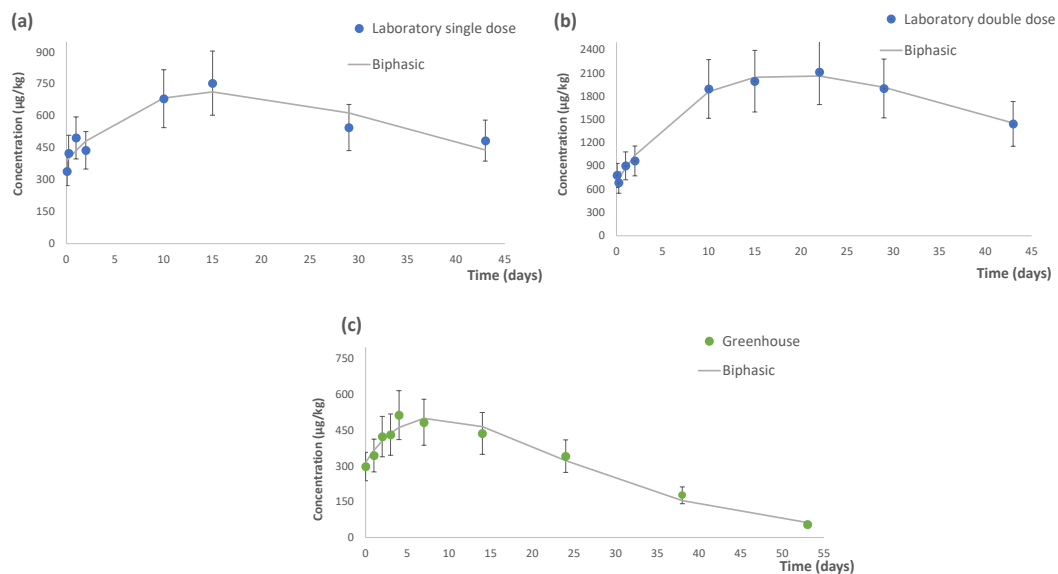 (a)
Laboratory single dose
Biphasic
Concentration (µg/kg)
900
750
600
450
300
150
0
0 5 10 15 20 25 30 35 40 45
Time (days)
(b)
Laboratory double dose
Biphasic
Concentration (µg/kg)
2400
2100
1800
1500
1200
900
600
300
0
0 5 10 15 20 25 30 35 40 45
Time (days)
(c)
Greenhouse
Biphasic
Concentration (µg/kg)
750
600
450
300
150
0
0 5 10 15 20 25 30 35 40 45 50 55
Time (days)